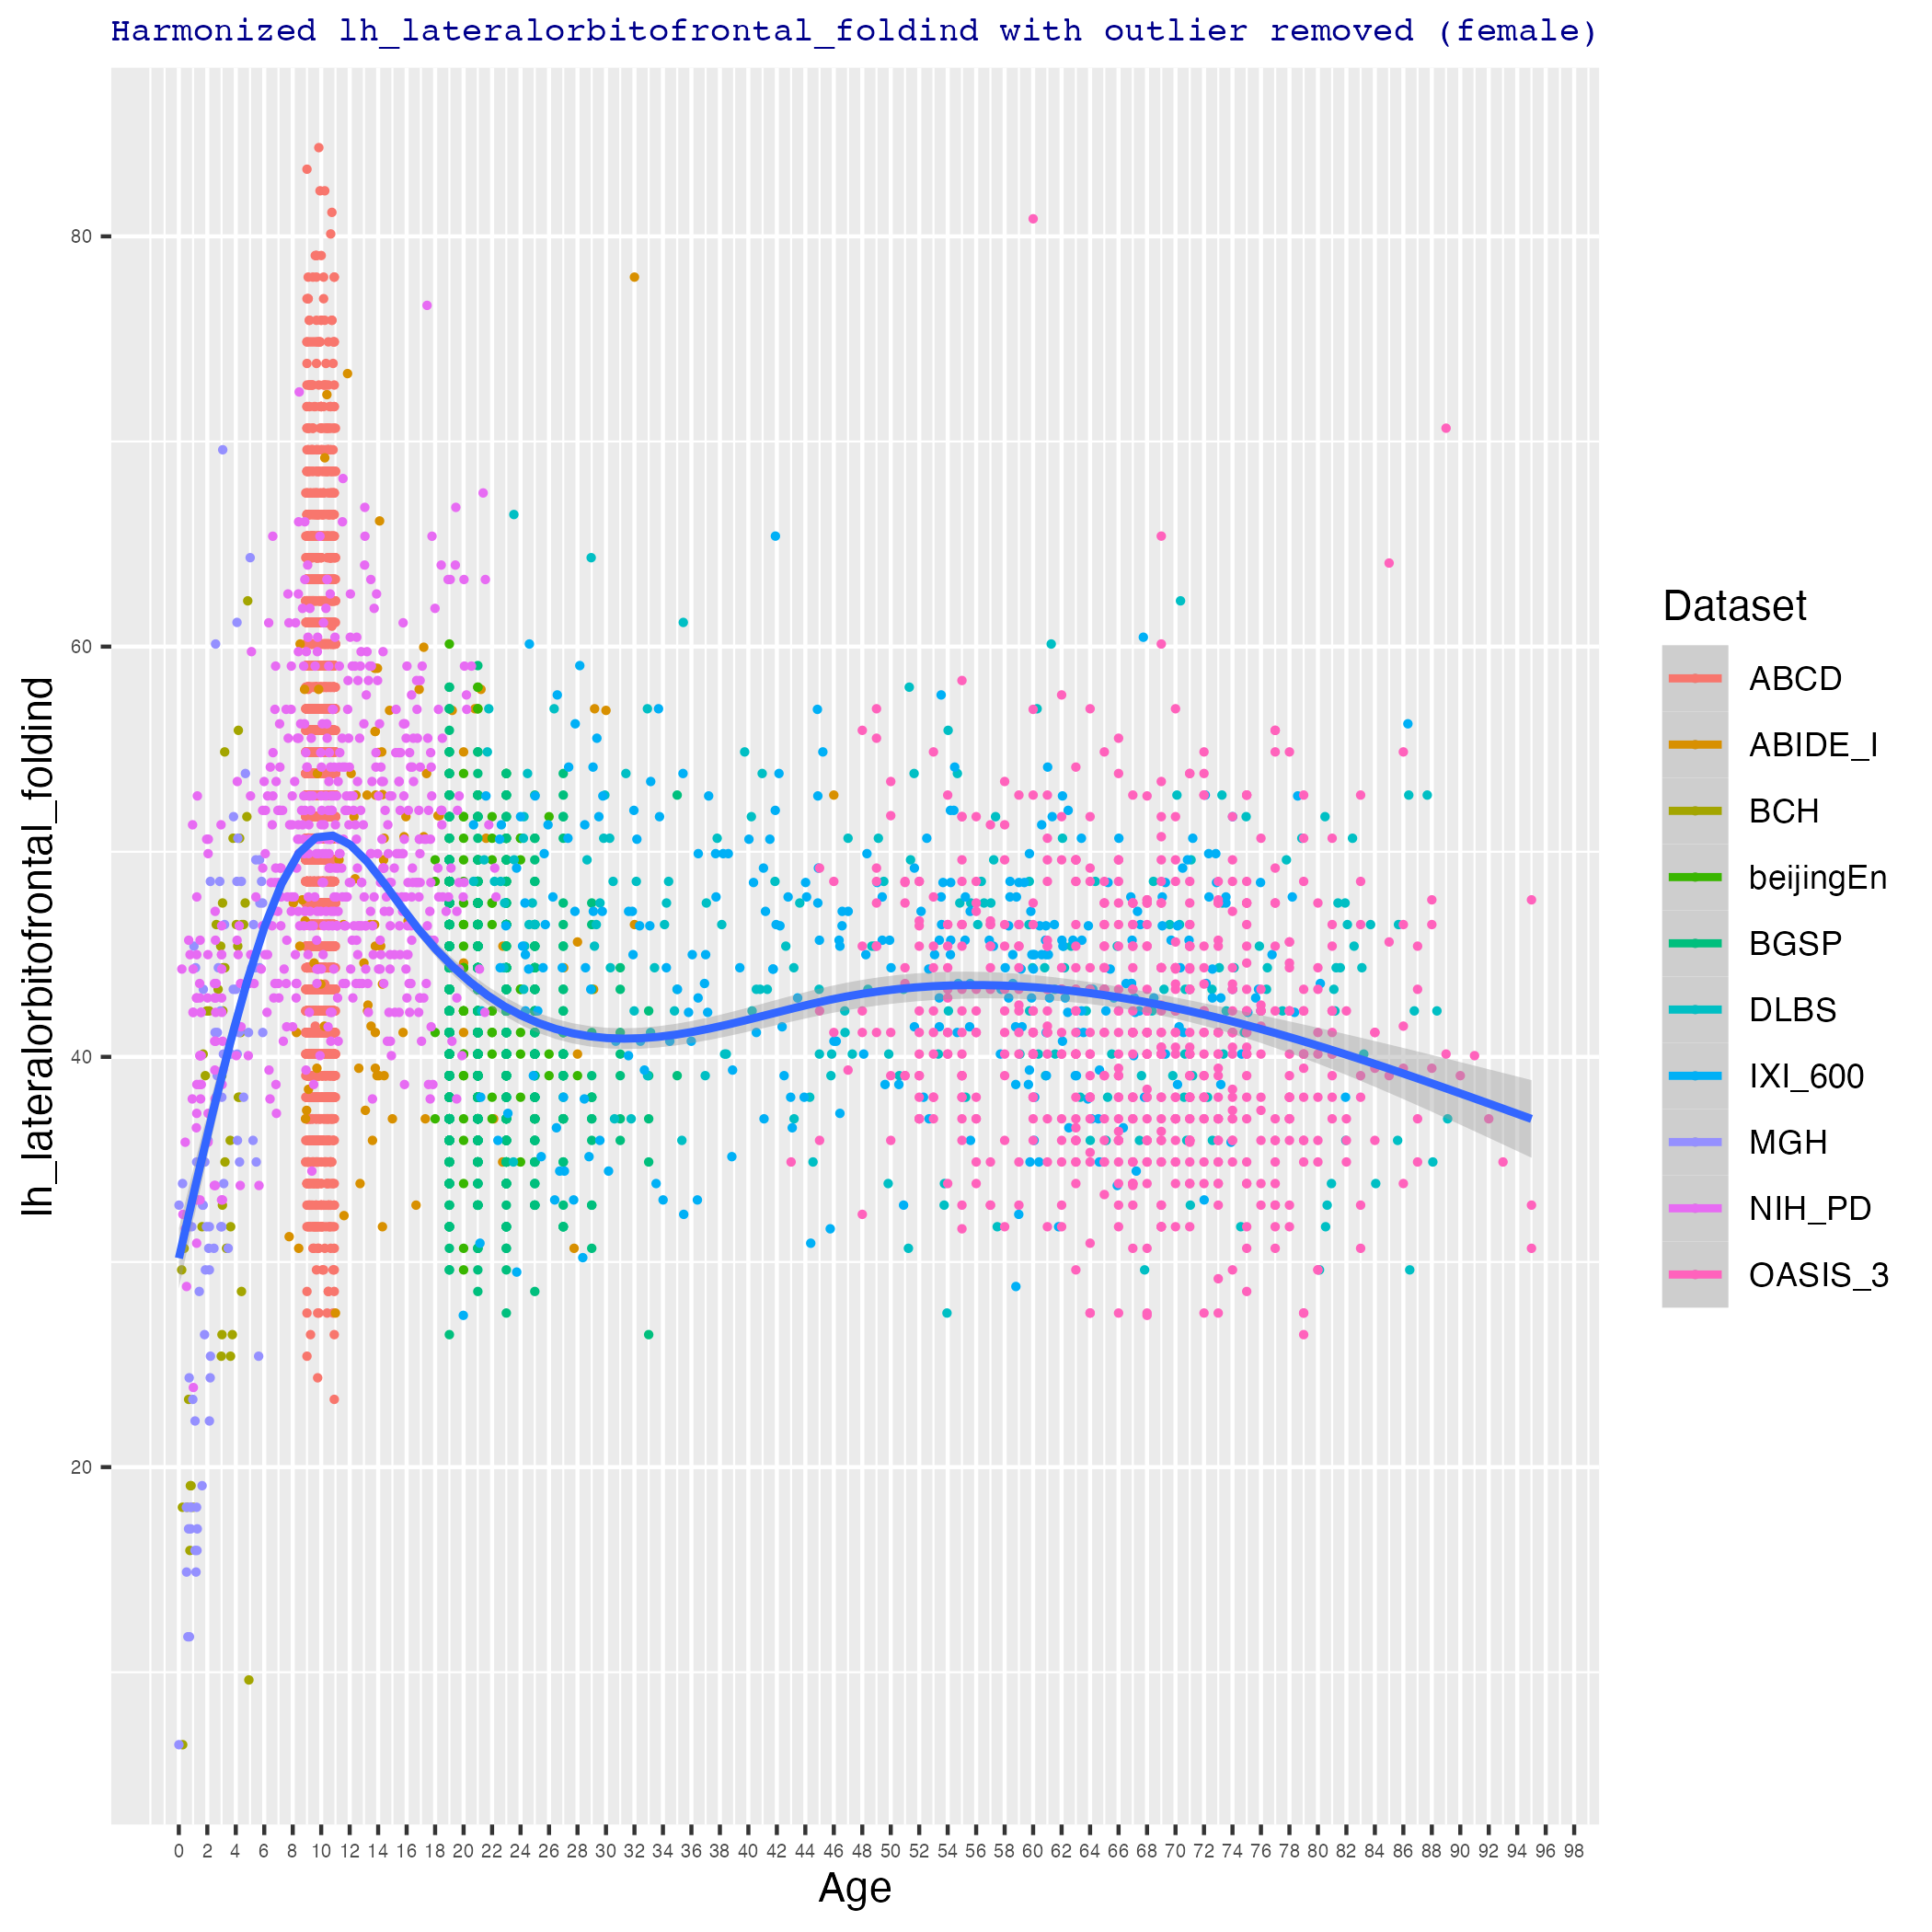 Harmonized lh_lateralorbitofrontal_foldind with outlier removed (female)
lh_lateralorbitofrontal_foldind
80
60
40
20
0 2 4 6 8 10 12 14 16 18 20 22 24 26 28 30 32 34 36 38 40 42 44 46 48 50 52 54 56 58 60 62 64 66 68 70 72 74 76 78 80 82 84 86 88 90 92 94 96 98
Age
Dataset
ABCD
ABIDE_I
BCH
beijingEn
BGSP
DLBS
IXI_600
MGH
NIH_PD
OASIS_3